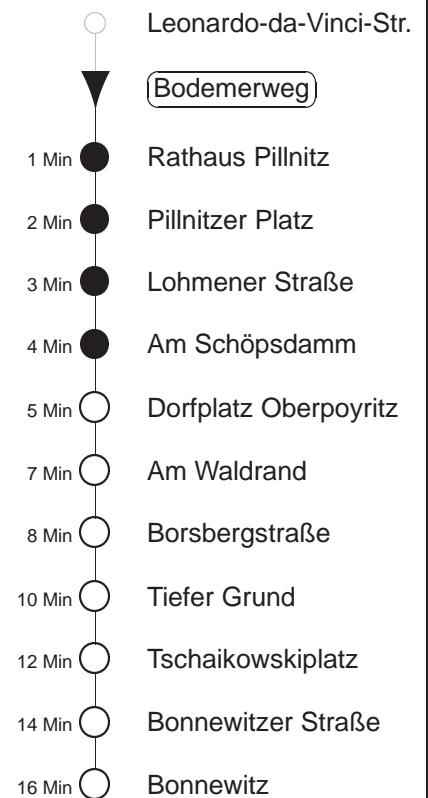 Leonardo-da-Vinci-Str.
Bodemerweg
1 Min Rathaus Pillnitz
2 Min Pillnitzer Platz
3 Min Lohmener Straße
4 Min Am Schöpsdamm
5 Min Dorfplatz Oberpoyritz
7 Min Am Waldrand
8 Min Borsbergstraße
10 Min Tiefer Grund
12 Min Tschaikowskiplatz
14 Min Bonnewitzer Straße
16 Min Bonnewitz